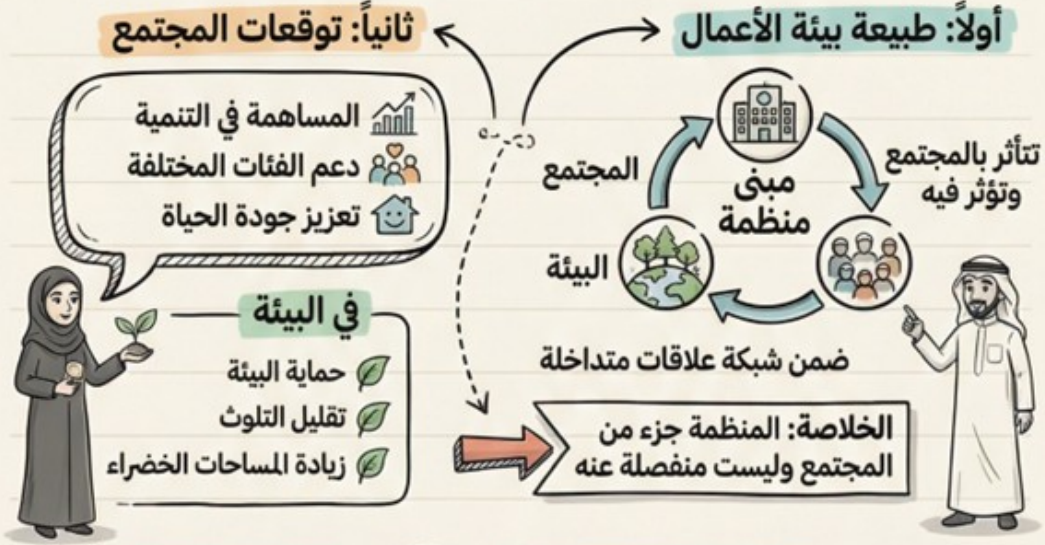 أولاً: طبيعة بيئة الأعمال
مبنى
منظمة
تتأثر بالمجتمع
وتؤثر فيه
المجتمع
البيئة
ضمن شبكة علاقات متداخلة
الخلاصة: المنظمة جزء من
المجتمع وليست منفصلة عنه
ثانياً: توقعات المجتمع
المساهمة في التنمية
دعم الفئات المختلفة
تعزيز جودة الحياة
في البيئة
حماية البيئة
تقليل التلوث
زيادة المساحات الخضراء